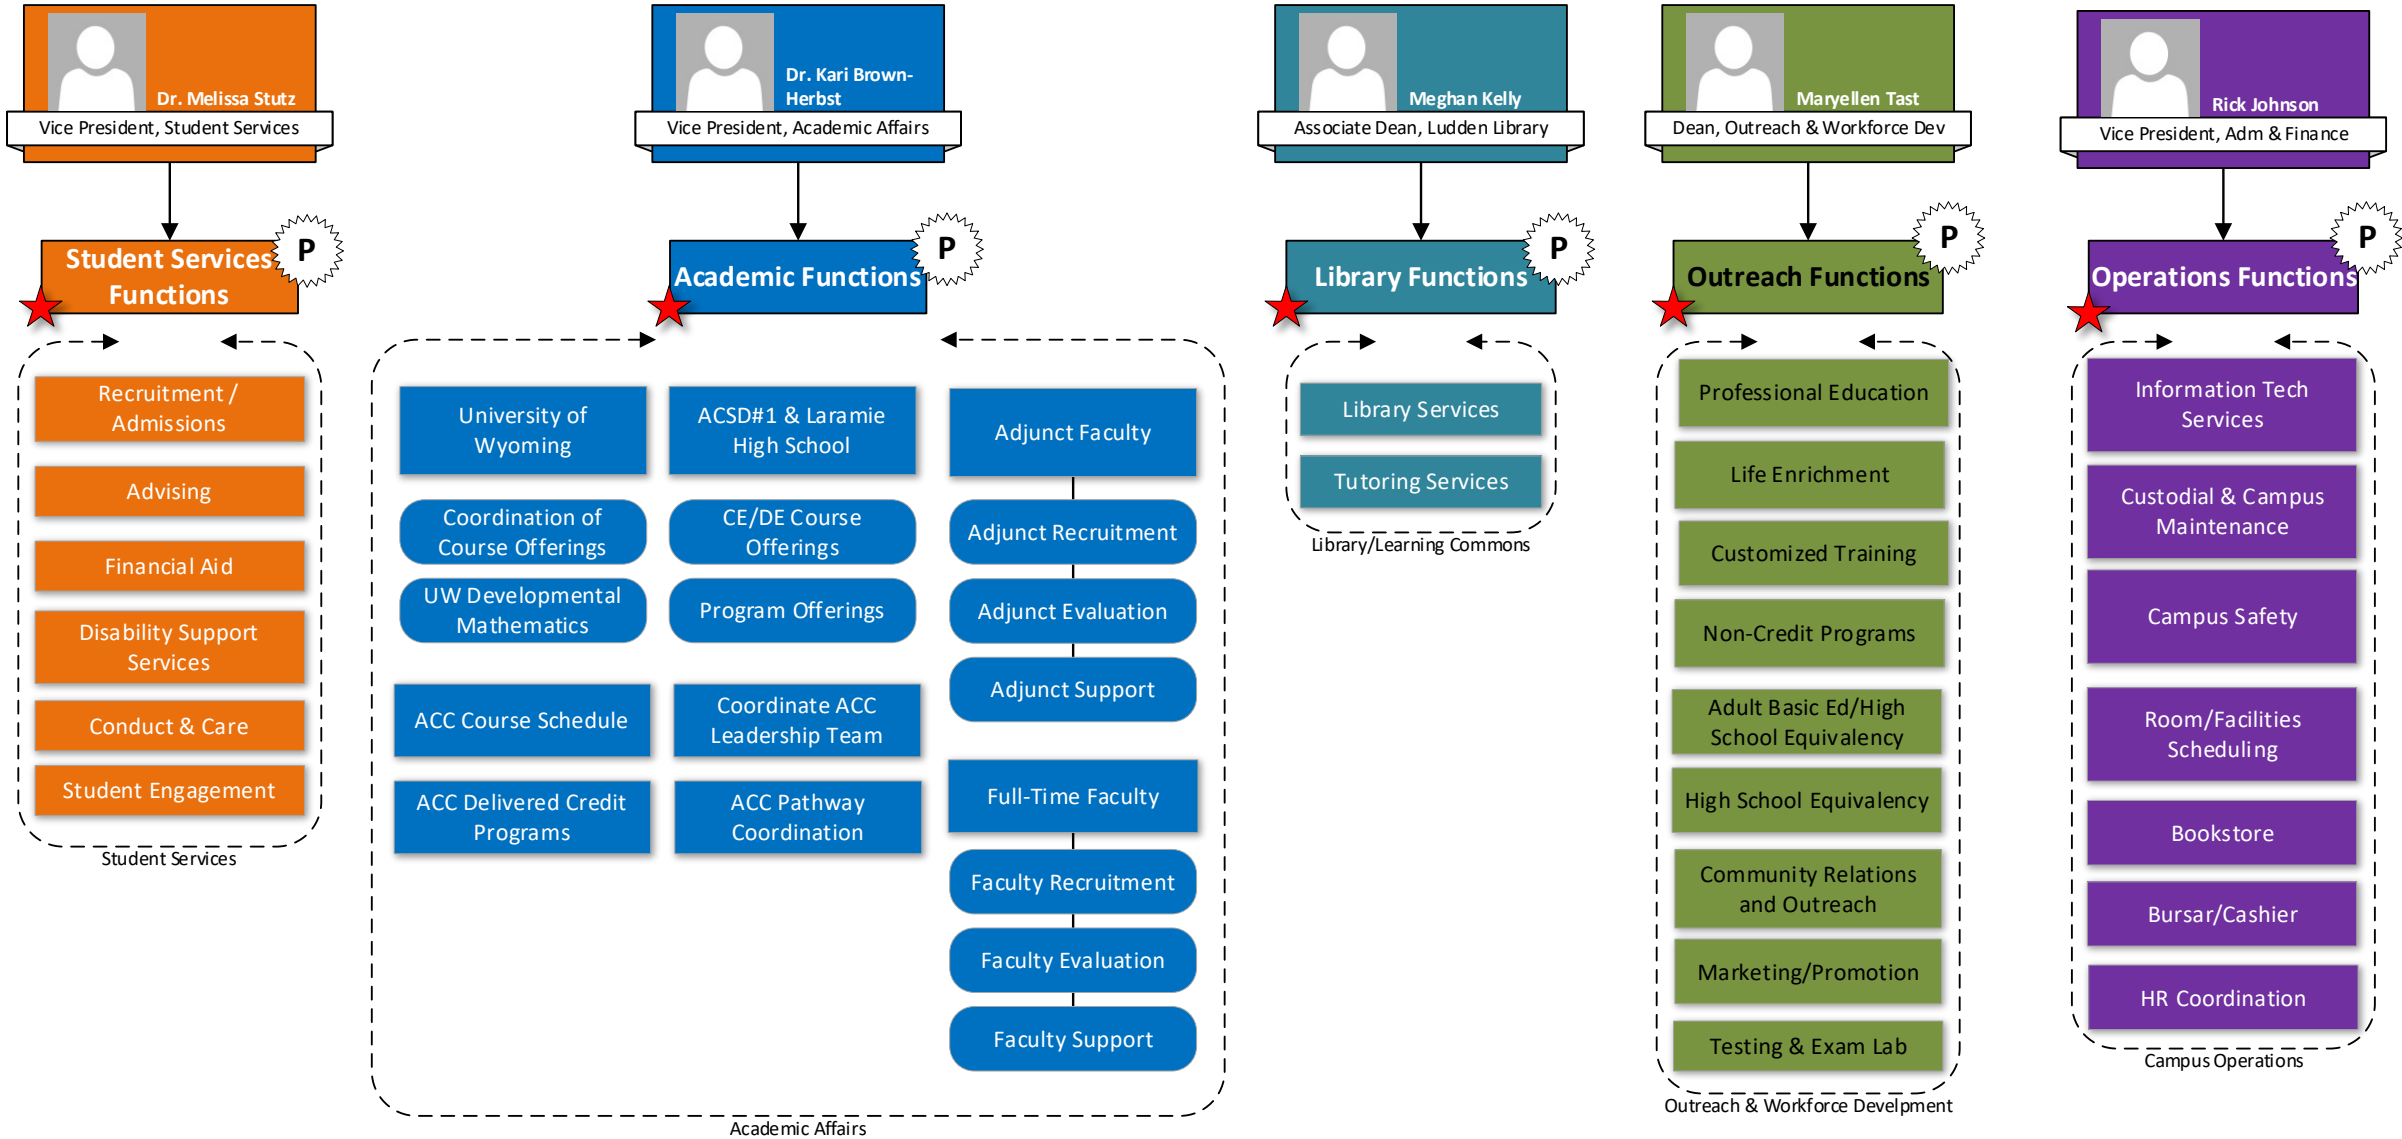 Dr. Melissa Stutz
Vice President, Student Services
Student Services
Functions
P
Recruitment /
Admissions
Advising
Financial Aid
Disability Support
Services
Conduct & Care
Student Engagement
Student Services
Dr. Kari Brown-
Herbst
Vice President, Academic Affairs
Academic Functions
P
University of
Wyoming
Coordination of
Course Offerings
UW Developmental
Mathematics
ACC Course Schedule
ACC Delivered Credit
Programs
ACSD#1 & Laramie
High School
CE/DE Course
Offerings
Program Offerings
Coordinate ACC
Leadership Team
ACC Pathway
Coordination
Adjunct Faculty
Adjunct Recruitment
Adjunct Evaluation
Adjunct Support
Full-Time Faculty
Faculty Recruitment
Faculty Evaluation
Faculty Support
Academic Affairs
Meghan Kelly
Associate Dean, Ludden Library
Library Functions
P
Library Services
Tutoring Services
Library/Learning Commons
Maryellen Tast
Dean, Outreach & Workforce Dev
Outreach Functions
P
Professional Education
Life Enrichment
Customized Training
Non-Credit Programs
Adult Basic Ed/High
School Equivalency
High School Equivalency
Community Relations
and Outreach
Marketing/Promotion
Testing & Exam Lab
Outreach & Workforce Develpment
Rick Johnson
Vice President, Adm & Finance
Operations Functions
P
Information Tech
Services
Custodial & Campus
Maintenance
Campus Safety
Room/Facilities
Scheduling
Bookstore
Bursar/Cashier
HR Coordination
Campus Operations